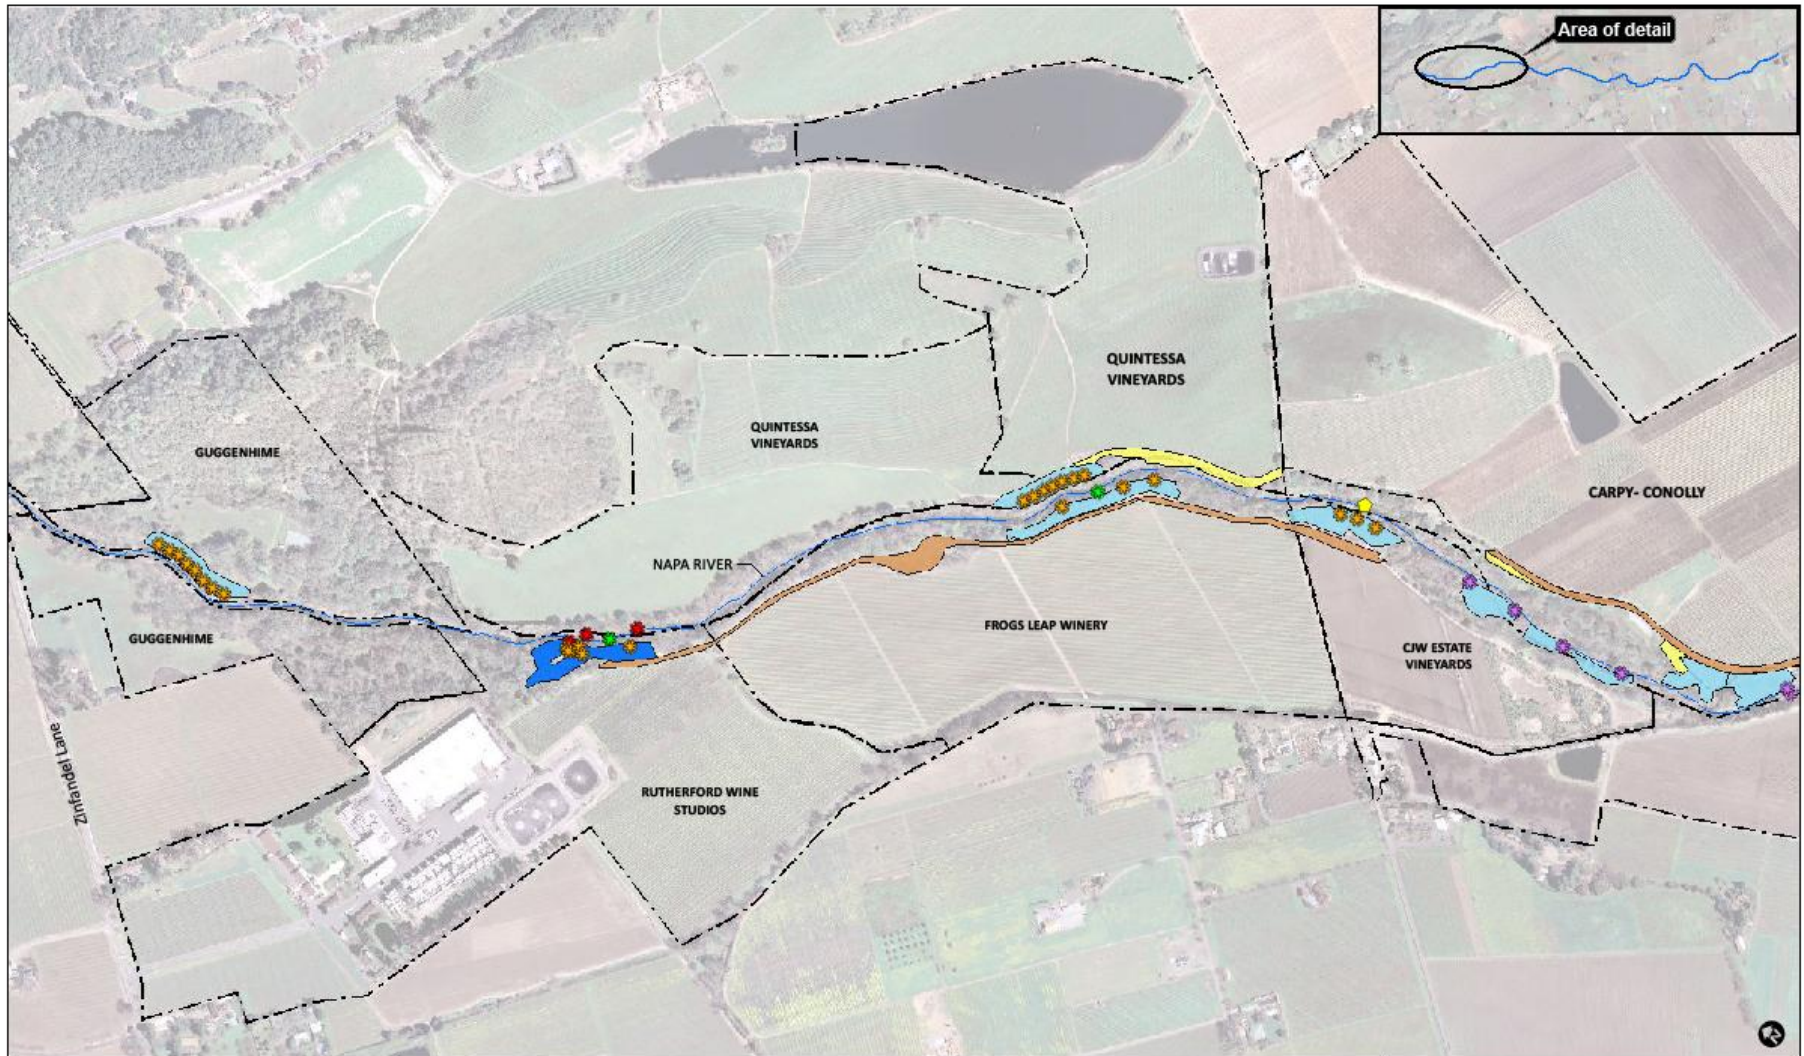 Area of detail
QUINTESSA
VINEYARDS
QUINTESSA
VINEYARDS
GUGGENHIME
CARPY- CONOLLY
NAPA RIVER
FROGS LEAP WINERY
GUGGENHIME
CJW ESTATE
VINEYARDS
Zinfandel Lane
RUTHERFORD WINE
STUDIOS